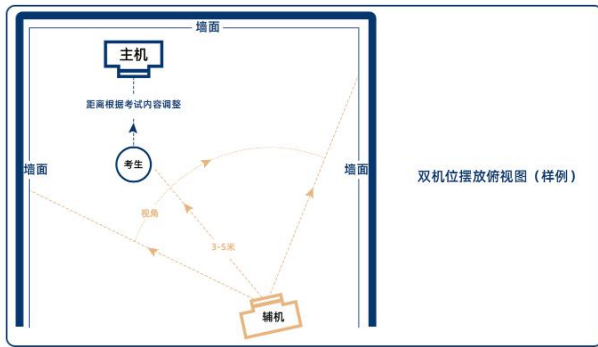 墙面
主机
距离根据考试内容调整
考生
墙面
墙面
双机位摆放俯视图（样例）
视角
3-5米
辅机